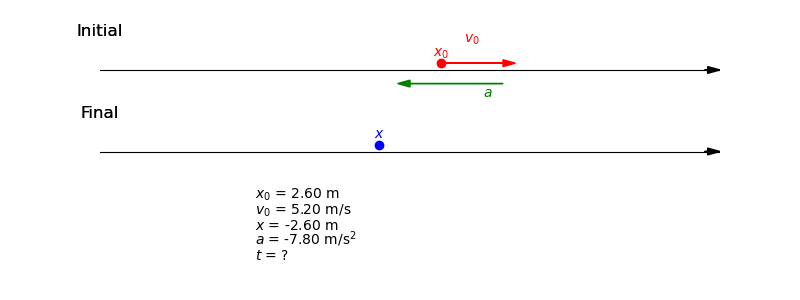 Initial
v₀
x₀
a
Final
x
x₀ = 2.60 m
v₀ = 5.20 m/s
x = -2.60 m
a = -7.80 m/s²
t = ?